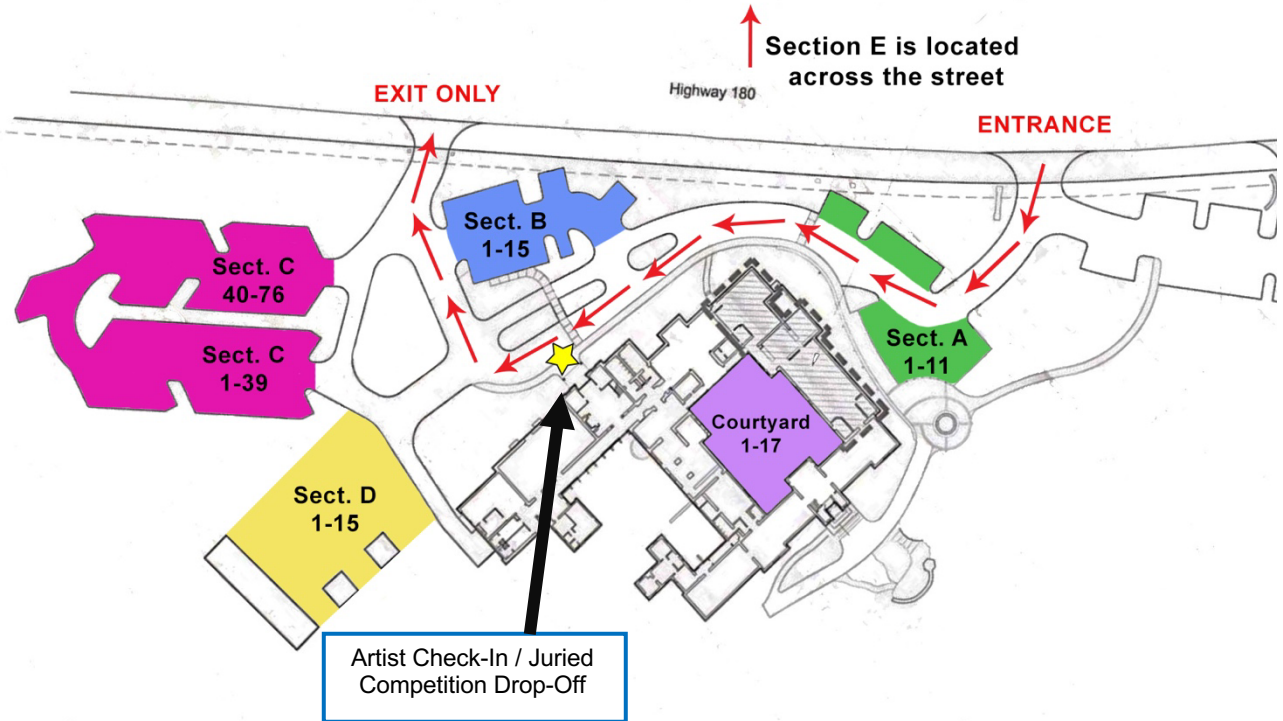 Section E is located
across the street
Highway 180
EXIT ONLY
ENTRANCE
Sect. B
1-15
Sect. C
40-76
Sect. A
1-11
Sect. C
1-39
Courtyard
1-17
Sect. D
1-15
Artist Check-In / Juried
Competition Drop-Off